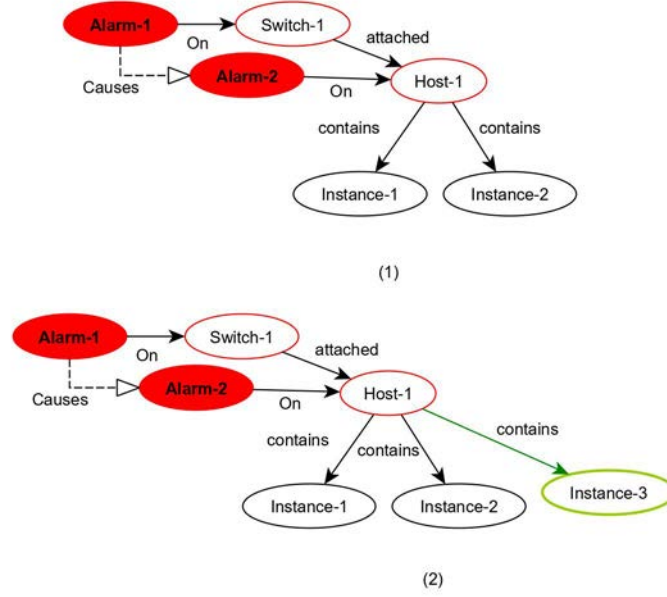 Alarm-1
Switch-1
On
attached
Alarm-2
Host-1
Causes
On
contains
contains
Instance-1
Instance-2
(1)
Alarm-1
Switch-1
On
attached
Alarm-2
Host-1
Causes
On
contains
contains
contains
Instance-1
Instance-2
Instance-3
(2)